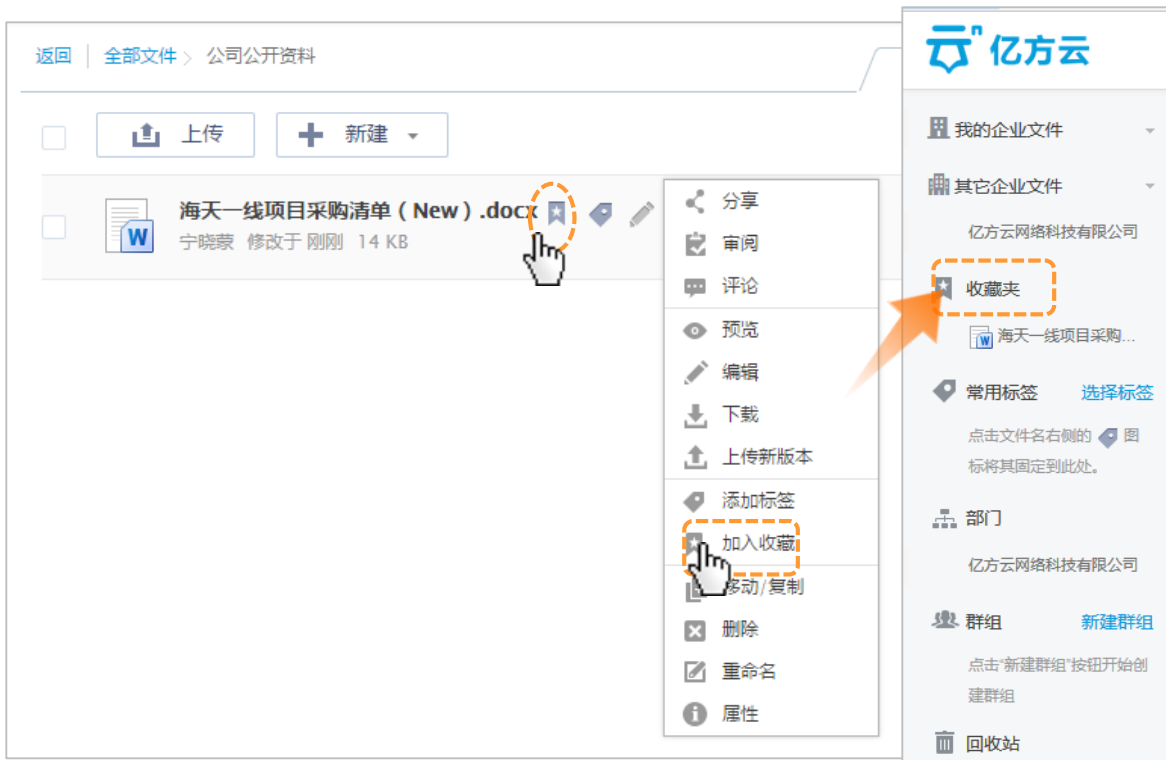 返回 全部文件 公司公开资料
上传 新建
海天一线项目采购清单（New）.docx
宁晓蒙 修改于 刚刚 14 KB
W
分享
审阅
评论
预览
编辑
下载
上传新版本
添加标签
加入收藏
移动/复制
删除
重命名
属性
亿方云
我的企业文件
其它企业文件
亿方云网络科技有限公司
收藏夹
W 海天一线项目采购...
常用标签 选择标签
点击文件名右侧的 图
标将其固定到此处。
部门
亿方云网络科技有限公司
群组 新建群组
点击“新建群组”按钮开始创
建群组
回收站